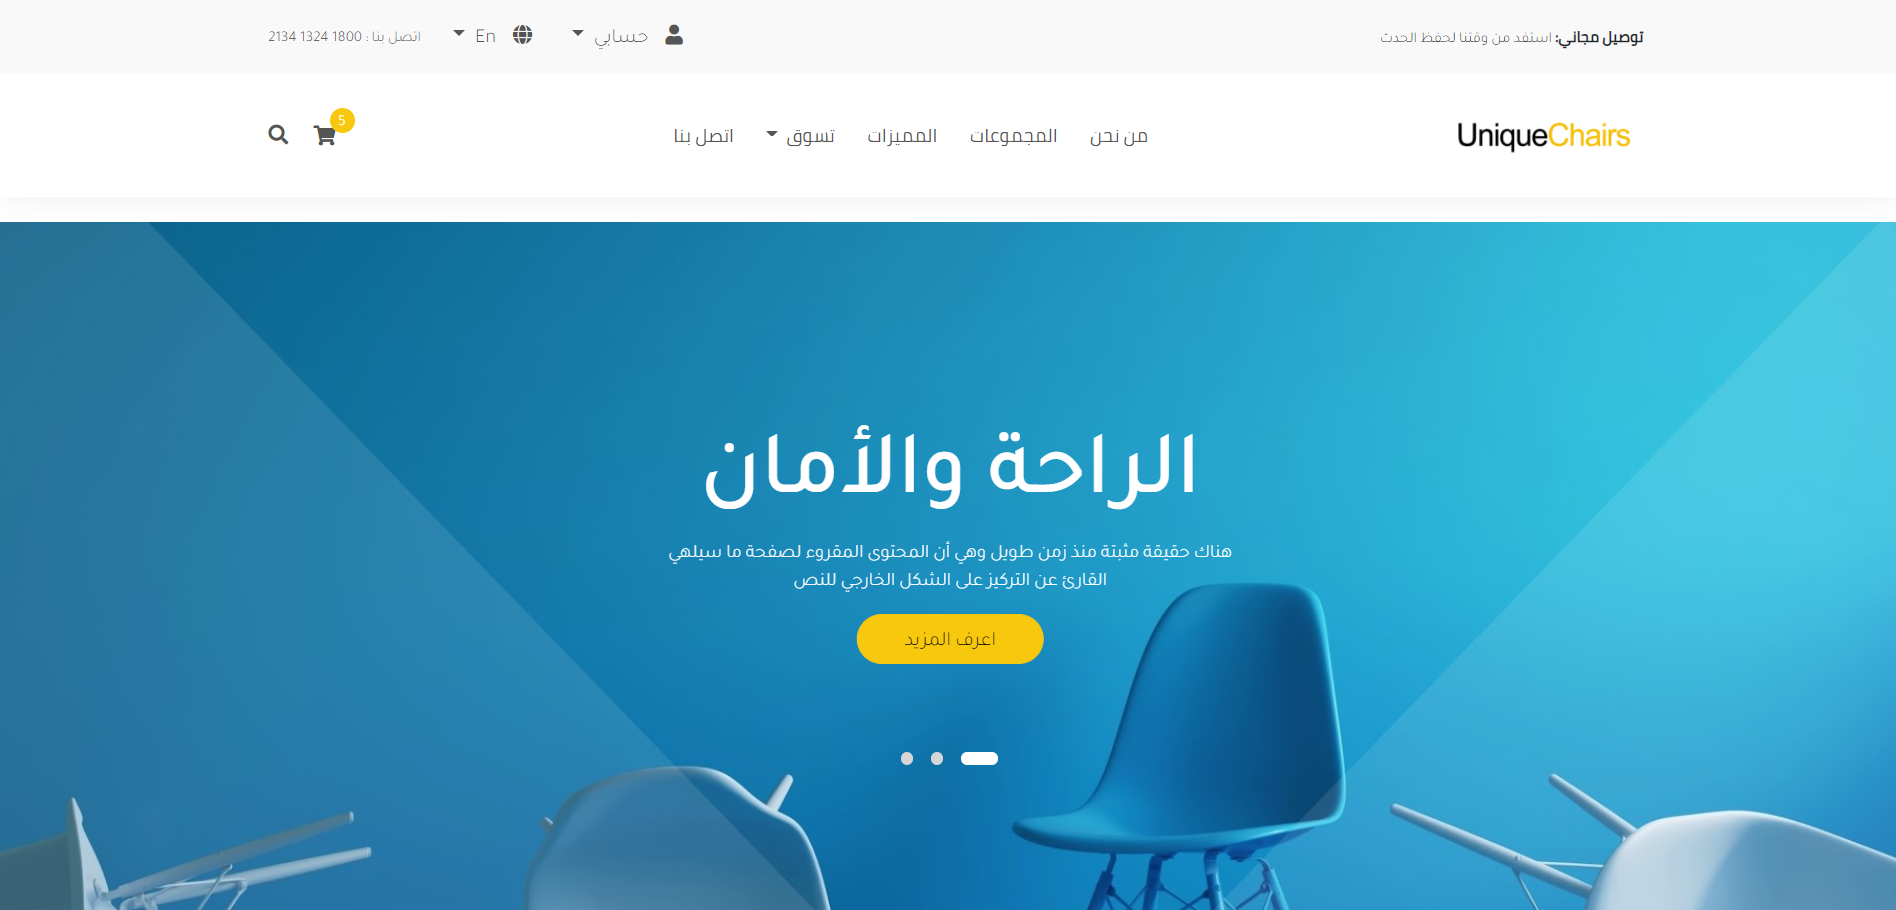 توصيل مجاني: استفد من وقتنا لحفظ الحدث
حسابي
En
اتصل بنا : 1800 1324 2134
UniqueChairs
من نحن
المجموعات
المميزات
تسوق
اتصل بنا
5
الراحة والأمان
هناك حقيقة مثبتة منذ زمن طويل وهي أن المحتوى المقروء لصفحة ما سيلهي
القارئ عن التركيز على الشكل الخارجي للنص
اعرف المزيد